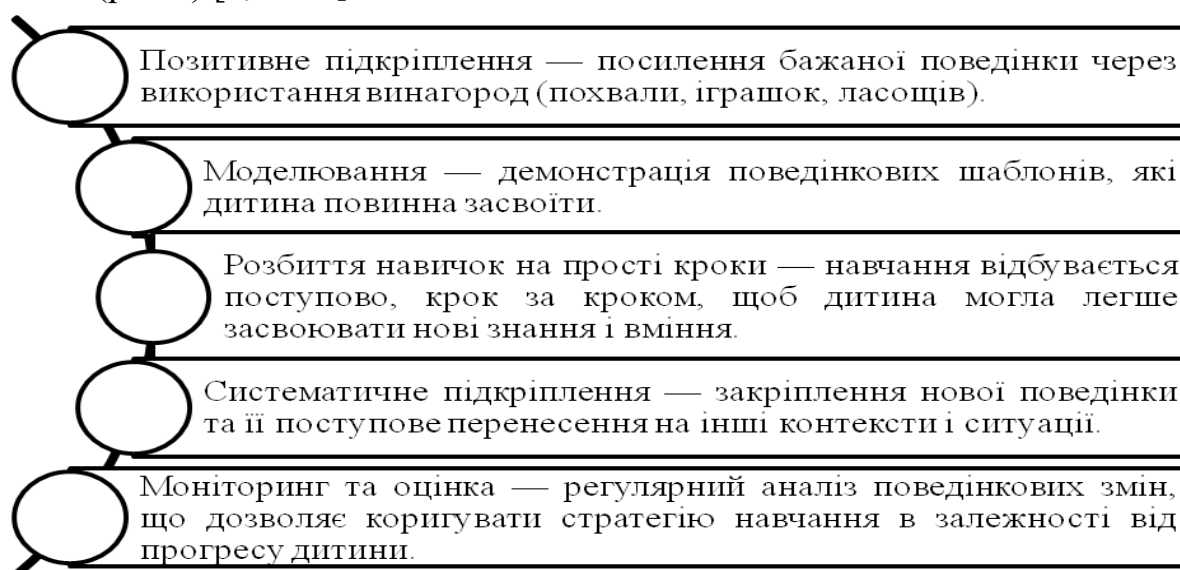 Позитивне підкріплення — посилення бажаної поведінки через
використання винагород (похвали, іграшок, ласощів).
Моделювання — демонстрація поведінкових шаблонів, які
дитина повинна засвоїти.
Розбиття навичок на прості кроки — навчання відбувається
поступово, крок за кроком, щоб дитина могла легше
засвоювати нові знання і вміння.
Систематичне підкріплення — закріплення нової поведінки
та її поступове перенесення на інші контексти і ситуації.
Моніторинг та оцінка — регулярний аналіз поведінкових змін,
що дозволяє коригувати стратегію навчання в залежності від
прогресу дитини.